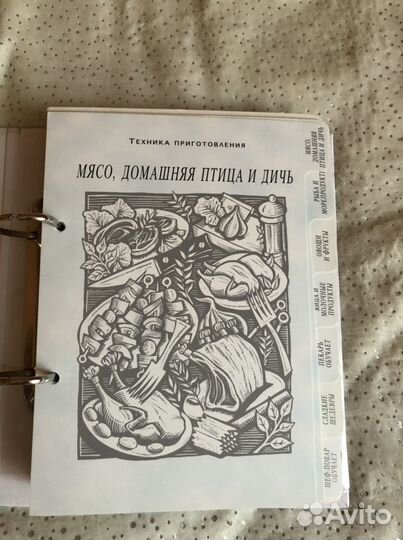 ТЕХНИКА ПРИГОТОВЛЕНИЯ
МЯСО, ДОМАШНЯЯ ПТИЦА И ДИЧЬ
МЯСО,
ДОМАШНЯЯ
ПТИЦА И ДИЧЬ
РЫБА И
МОРЕПРОДУКТЫ
ОВОЩИ
И ФРУКТЫ
ЯЙЦА И
МОЛОЧНЫЕ
ПРОДУКТЫ
ПЕКАРЬ
ОБУЧАЕТ
СЛАДКИЕ
ШЕДЕВРЫ
ШЕФ-ПОВАР
ОБУЧАЕТ
Avito